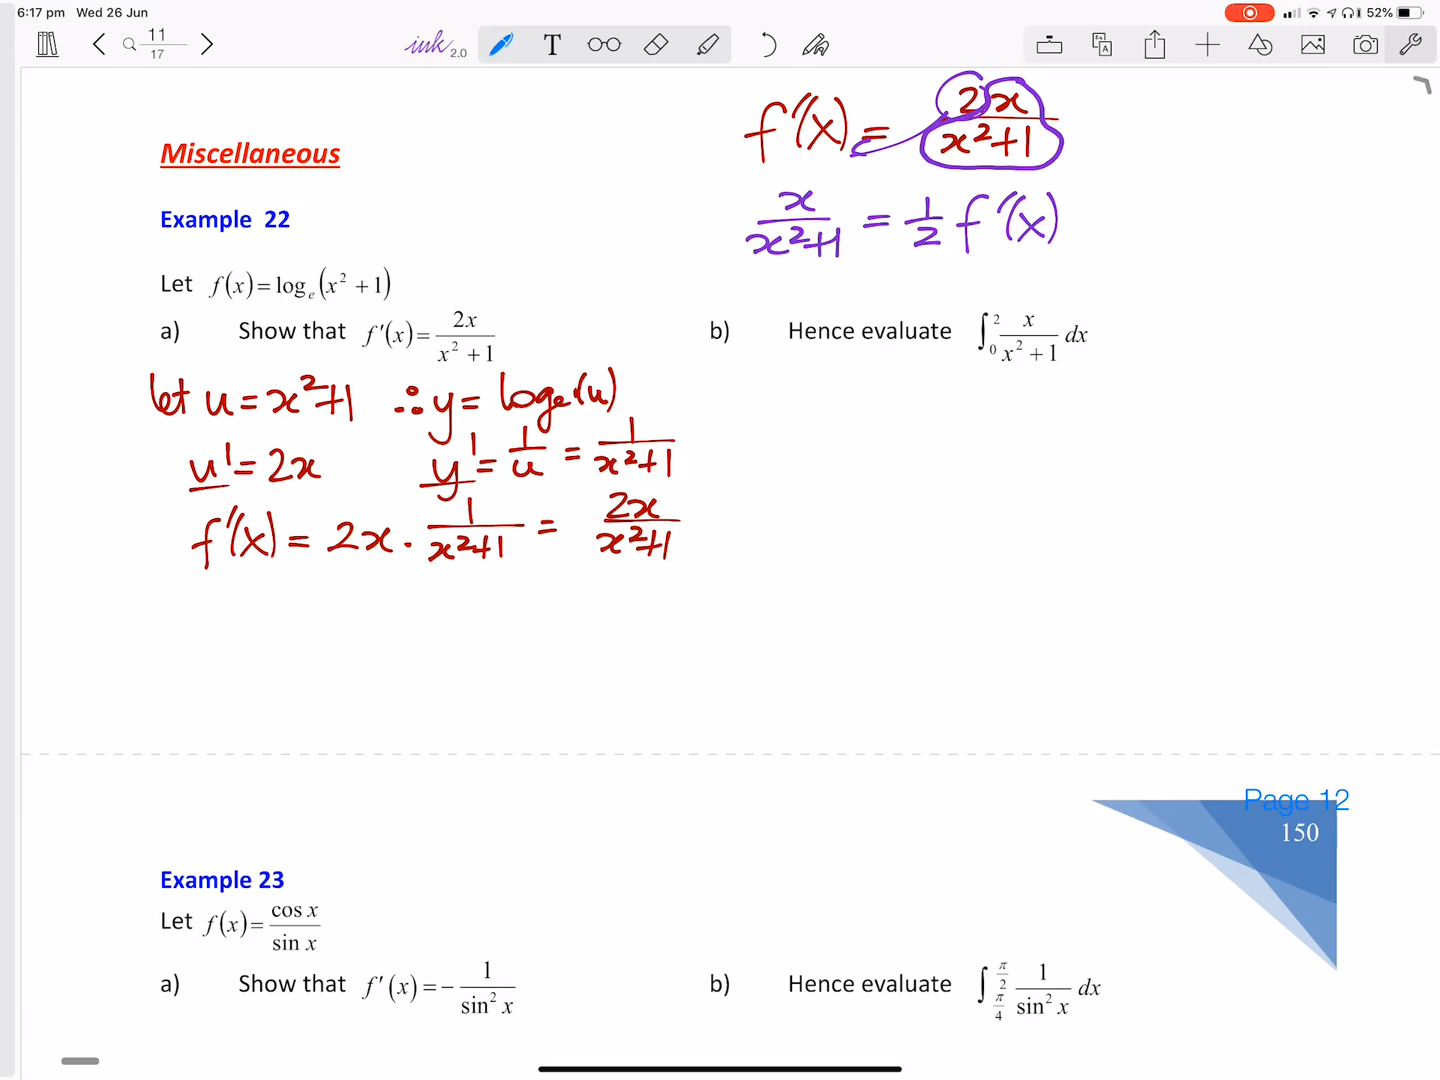 6:17 pm Wed 26 Jun
52%
11
17
ink 2.0
T
f'(x) = 2x/(x²+1)
Miscellaneous
x/(x²+1) = 1/2 f'(x)
Example 22
Let f(x) = logₑ(x² + 1)
a) Show that f'(x) = 2x/(x² + 1)
b) Hence evaluate ∫₀² x/(x² + 1) dx
let u = x²+1 ∴ y = logₑ(u)
u' = 2x y' = 1/u = 1/(x²+1)
f'(x) = 2x · 1/(x²+1) = 2x/(x²+1)
Page 12
150
Example 23
Let f(x) = cos x/sin x
a) Show that f'(x) = −1/sin² x
b) Hence evaluate ∫_{π/4}^{π/2} 1/sin² x dx